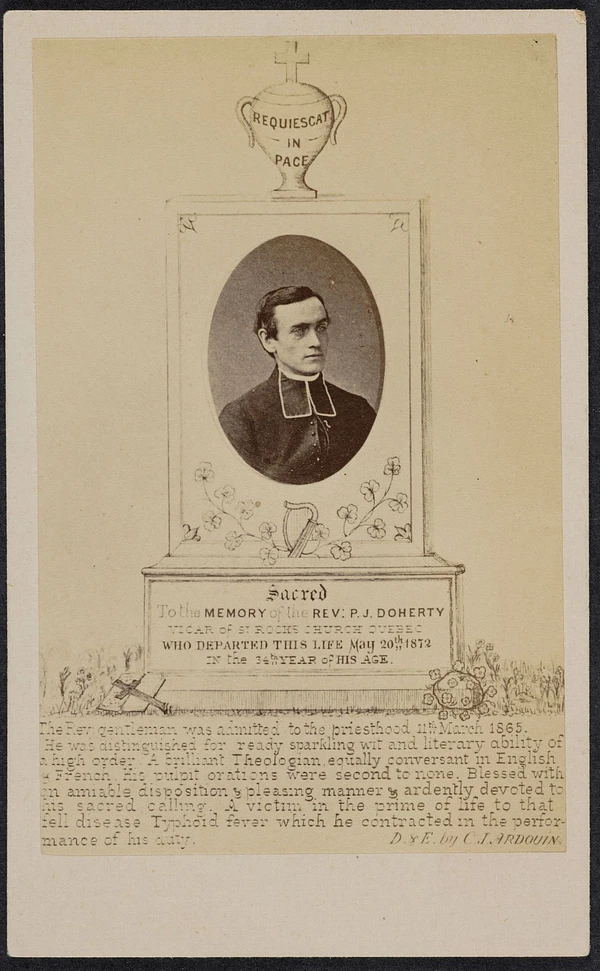 REQUIESCAT
IN
PACE
Sacred
To the MEMORY of the REV: P. J. DOHERTY
VICAR of ST ROCHS CHURCH QUEBEC
WHO DEPARTED THIS LIFE May 20th 1872
IN the 34th YEAR of HIS AGE.
The Rev gentleman was admitted to the priesthood 11th March 1865.
He was distinguished for ready sparkling wit and literary ability of
a high order. A brilliant Theologian equally conversant in English
& French. His pulpit orations were second to none. Blessed with
an amiable disposition & pleasing manner & ardently devoted to
his sacred calling. A victim in the prime of life to that
fell disease Typhoid fever which he contracted in the perfor-
mance of his duty.
D. & E. by C. J. ARDOUIN.